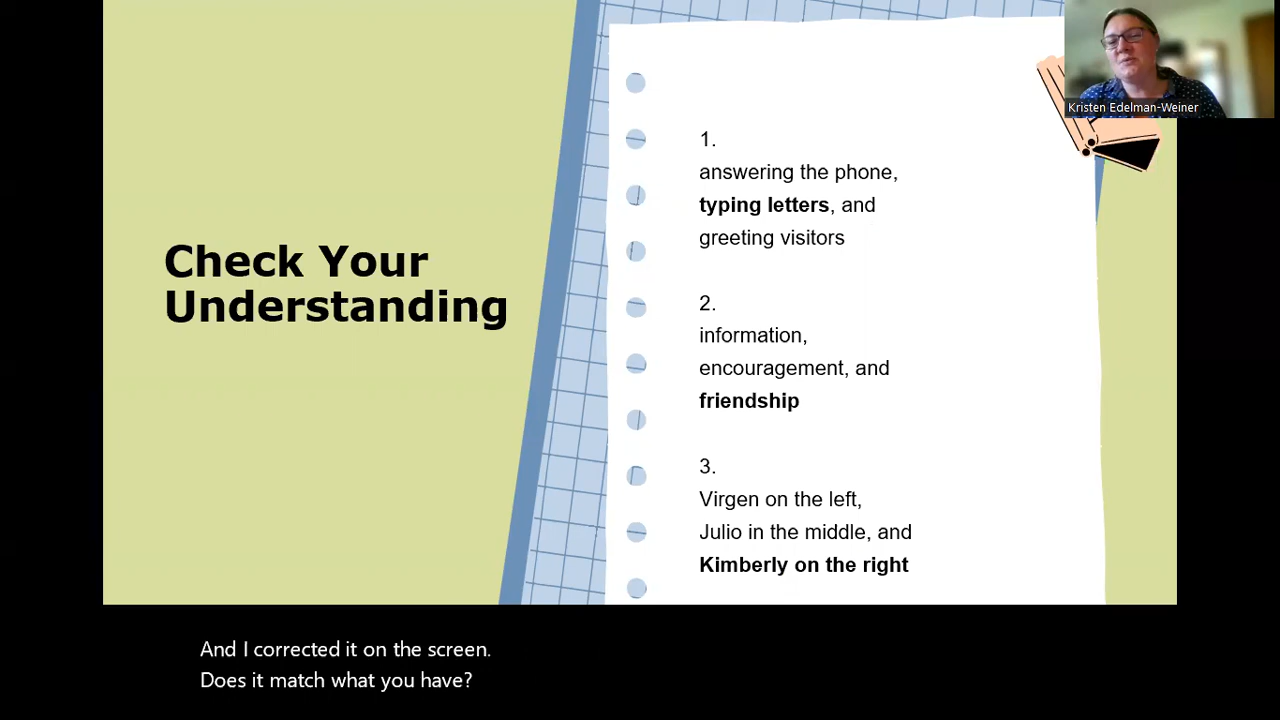 Kristen Edelman-Weiner
Check Your
Understanding
1.
answering the phone,
typing letters, and
greeting visitors
2.
information,
encouragement, and
friendship
3.
Virgen on the left,
Julio in the middle, and
Kimberly on the right
And I corrected it on the screen.
Does it match what you have?